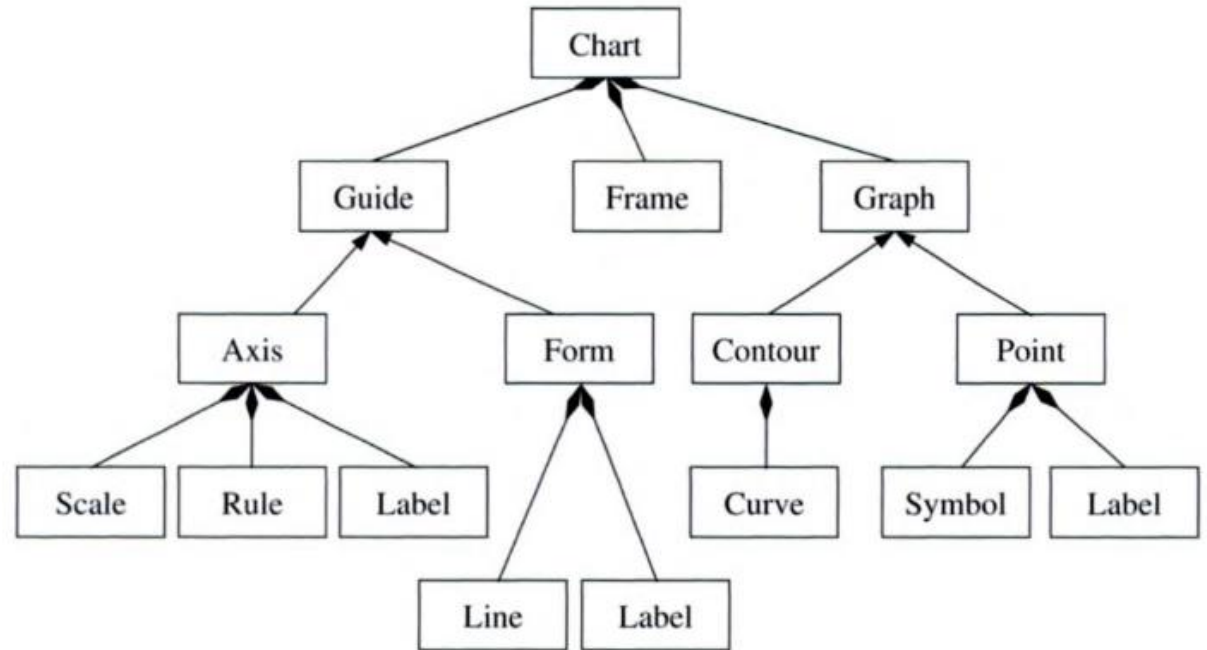 Chart
Guide
Frame
Graph
Axis
Form
Contour
Point
Scale
Rule
Label
Curve
Symbol
Label
Line
Label